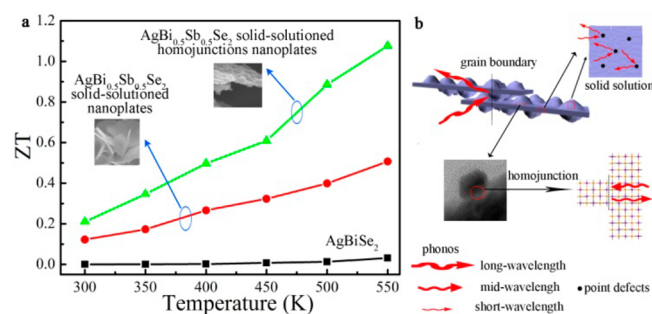 a
AgBi0.5Sb0.5Se2 solid-solutioned
homojunctions nanoplates
AgBi0.5Sb0.5Se2
solid-solutioned
nanoplates
AgBiSe2
ZT
1.2
1.0
0.8
0.6
0.4
0.2
0.0
300 350 400 450 500 550
Temperature (K)
b
grain boundary
solid solution
homojunction
phonos
long-wavelength
mid-wavelengh
point defects
short-wavelength